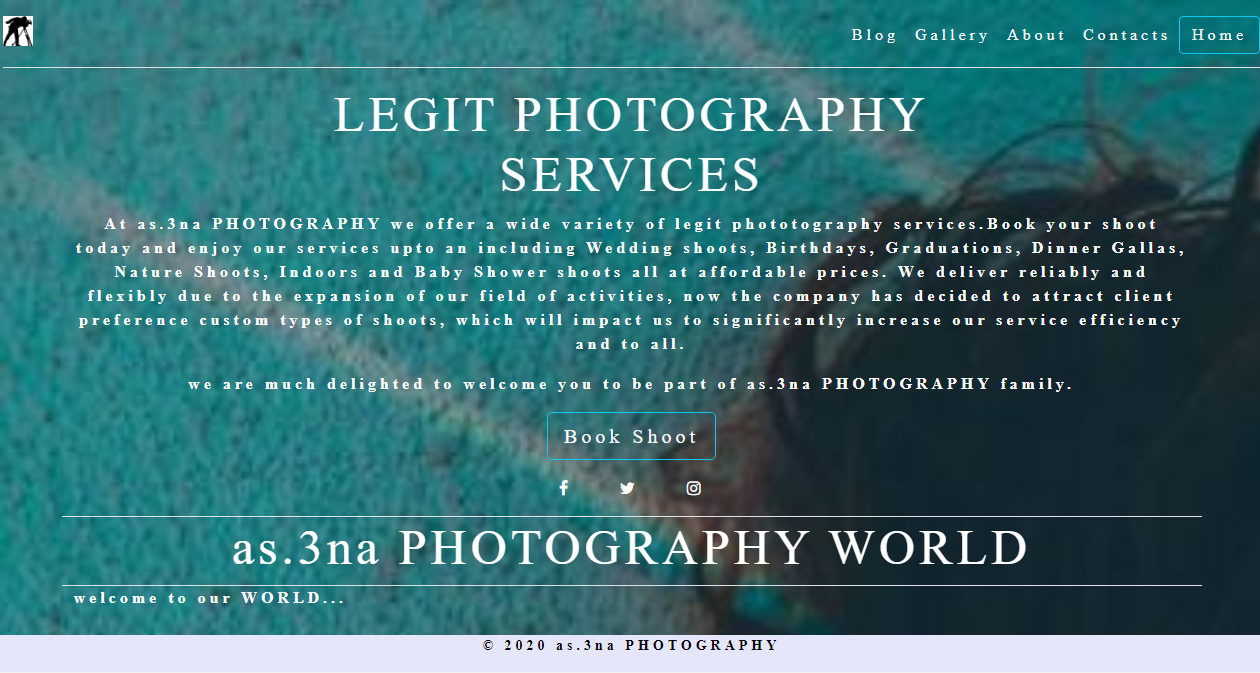 Blog Gallery About Contacts Home
LEGIT PHOTOGRAPHY
SERVICES
At as.3na PHOTOGRAPHY we offer a wide variety of legit phototography services.Book your shoot
today and enjoy our services upto an including Wedding shoots, Birthdays, Graduations, Dinner Gallas,
Nature Shoots, Indoors and Baby Shower shoots all at affordable prices. We deliver reliably and
flexibly due to the expansion of our field of activities, now the company has decided to attract client
preference custom types of shoots, which will impact us to significantly increase our service efficiency
and to all.
we are much delighted to welcome you to be part of as.3na PHOTOGRAPHY family.
Book Shoot
as.3na PHOTOGRAPHY WORLD
welcome to our WORLD...
© 2020 as.3na PHOTOGRAPHY